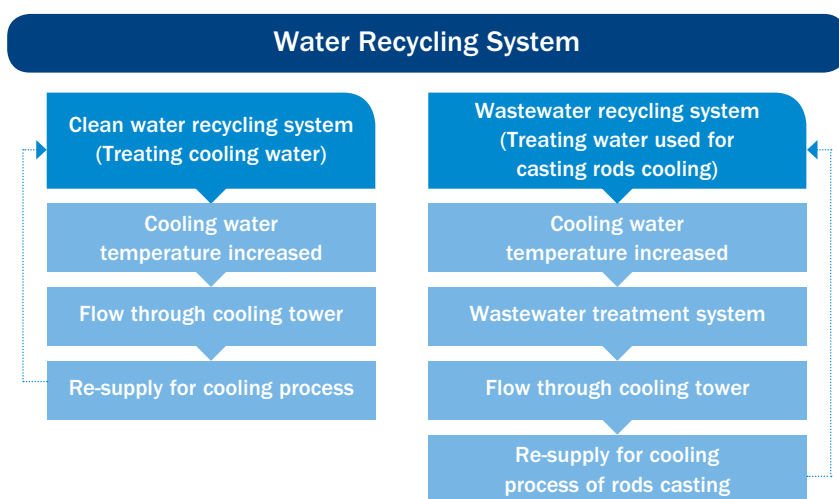 Water Recycling System
Clean water recycling system
(Treating cooling water)
Cooling water
temperature increased
Flow through cooling tower
Re-supply for cooling process
Wastewater recycling system
(Treating water used for
casting rods cooling)
Cooling water
temperature increased
Wastewater treatment system
Flow through cooling tower
Re-supply for cooling
process of rods casting